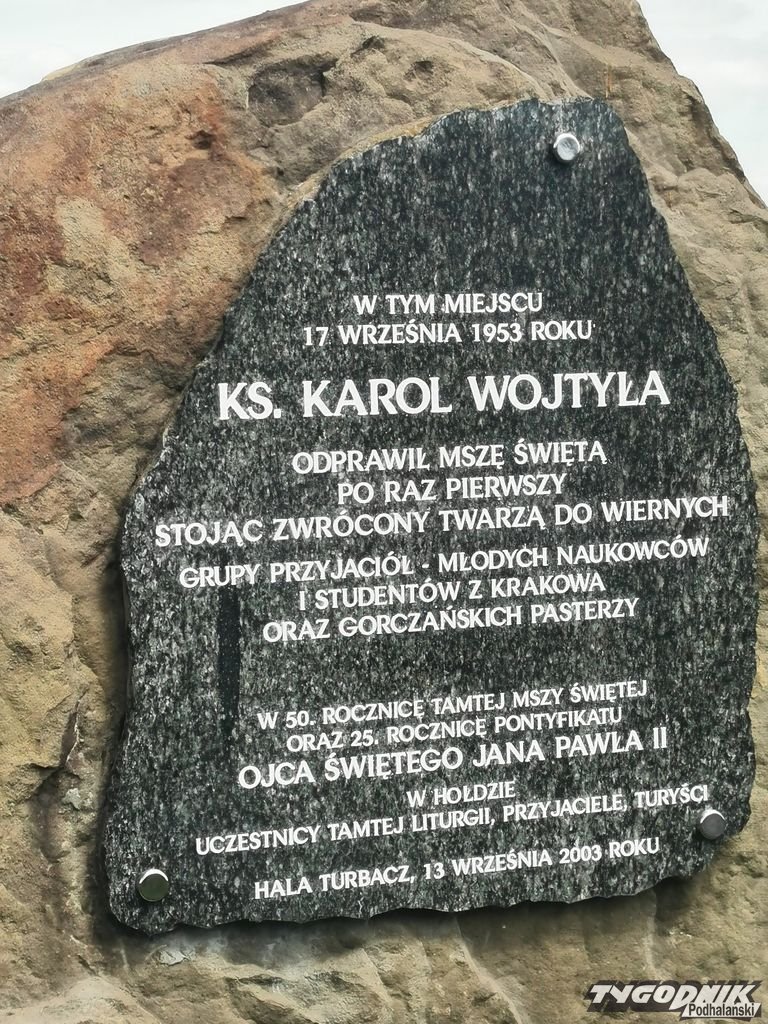 W TYM MIEJSCU
17 WRZEŚNIA 1953 ROKU
KS. KAROL WOJTYŁA
ODPRAWIŁ MSZĘ ŚWIĘTĄ
PO RAZ PIERWSZY
STOJĄC ZWRÓCONY TWARZĄ DO WIERNYCH
GRUPY PRZYJACIÓŁ - MŁODYCH NAUKOWCÓW
I STUDENTÓW Z KRAKOWA
ORAZ GORCZAŃSKICH PASTERZY
W 50. ROCZNICĘ TAMTEJ MSZY ŚWIĘTEJ
ORAZ 25. ROCZNICĘ PONTYFIKATU
OJCA ŚWIĘTEGO JANA PAWŁA II
W HOŁDZIE
UCZESTNICY TAMTEJ LITURGII, PRZYJACIELE, TURYŚCI
HALA TURBACZ, 13 WRZEŚNIA 2003 ROKU
TYGODNIK
Podhalański